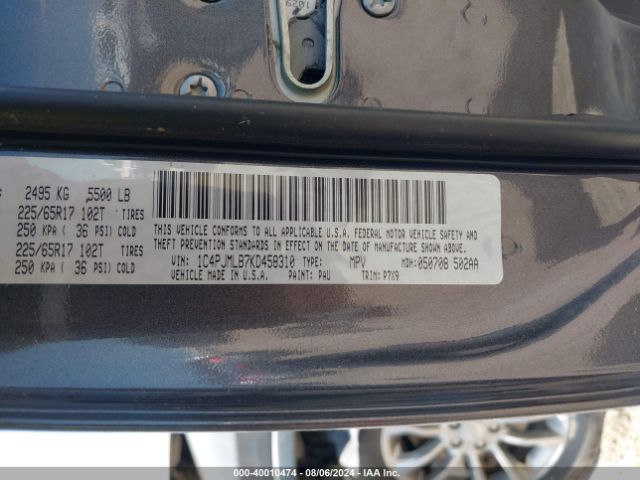 1029
2495 KG 5500 LB
225/65R17 102T TIRES
250 KPA ( 36 PSI) COLD
225/65R17 102T TIRES
250 KPA ( 36 PSI) COLD
THIS VEHICLE CONFORMS TO ALL APPLICABLE U.S.A. FEDERAL MOTOR VEHICLE SAFETY AND
THEFT PREVENTION STANDARDS IN EFFECT ON THE DATE OF MANUFACTURE SHOWN ABOVE.
VIN: 1C4PJMLB7KD458310 TYPE: MPV MDH:050708 502AA
VEHICLE MADE IN U.S.A. PAINT: PAU TRIM: P7X9
000-40010474 - 08/06/2024 - IAA Inc.